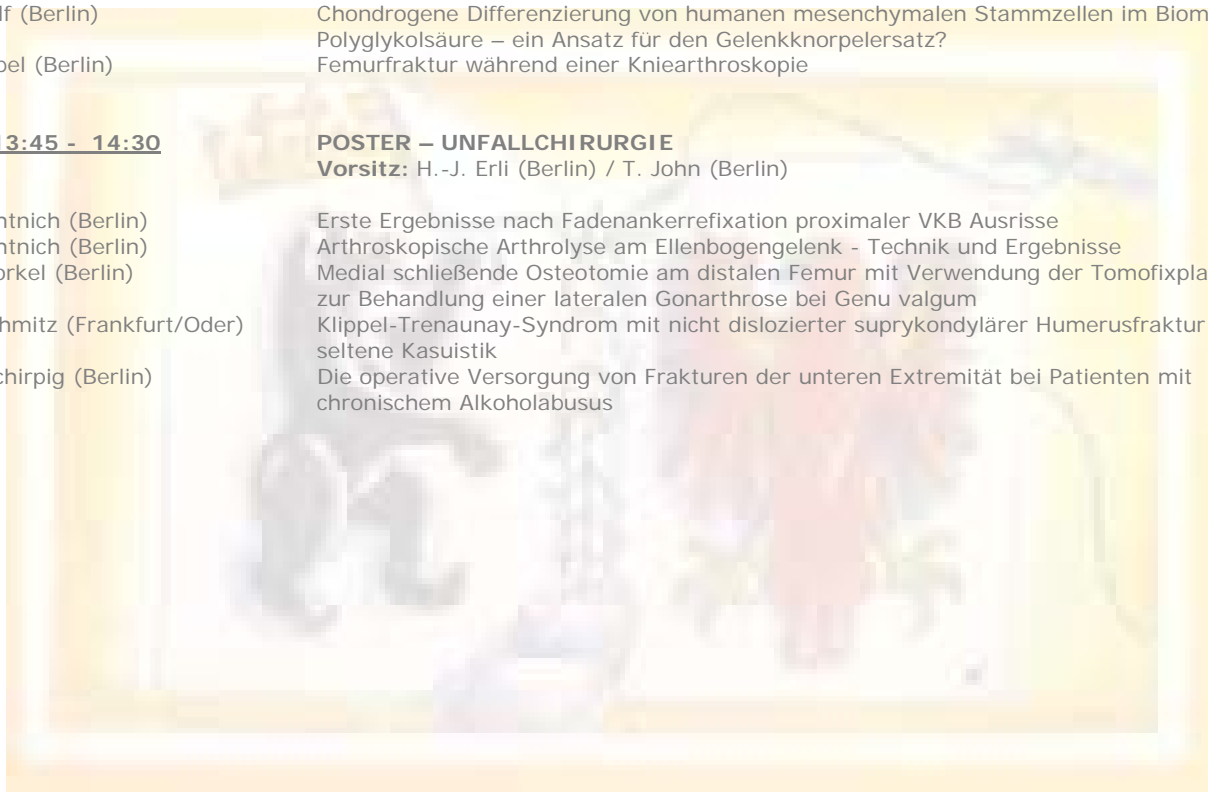 lf (Berlin) Chondrogene Differenzierung von humanen mesenchymalen Stammzellen im Biom
Polyglykolsäure – ein Ansatz für den Gelenkknorpelersatz?
bel (Berlin) Femurfraktur während einer Kniearthroskopie
13:45 - 14:30 POSTER – UNFALLCHIRURGIE
Vorsitz: H.-J. Erli (Berlin) / T. John (Berlin)
htnich (Berlin) Erste Ergebnisse nach Fadenankerrefixation proximaler VKB Ausrisse
htnich (Berlin) Arthroskopische Arthrolyse am Ellenbogengelenk - Technik und Ergebnisse
orkel (Berlin) Medial schließende Osteotomie am distalen Femur mit Verwendung der Tomofixpla
zur Behandlung einer lateralen Gonarthrose bei Genu valgum
hmitz (Frankfurt/Oder) Klippel-Trenaunay-Syndrom mit nicht dislozierter suprykondylärer Humerusfraktur
seltene Kasuistik
chirpig (Berlin) Die operative Versorgung von Frakturen der unteren Extremität bei Patienten mit
chronischem Alkoholabusus